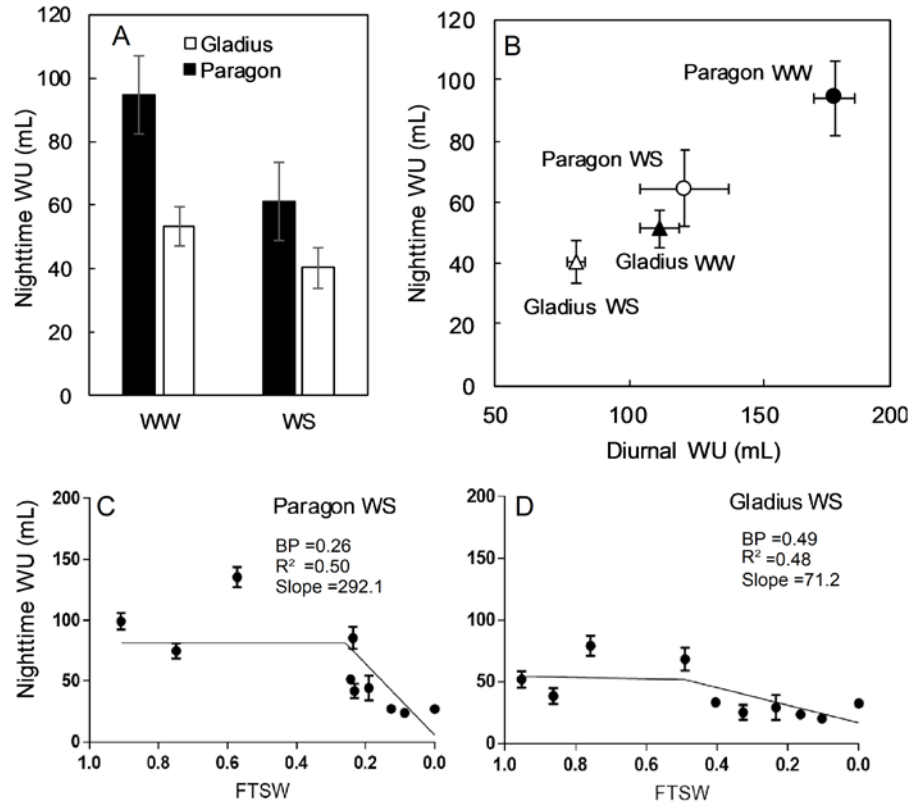 A
Gladius
Paragon
Nighttime WU (mL)
120
100
80
60
40
20
0
WW
WS
B
Paragon WW
Paragon WS
Gladius WW
Gladius WS
Nighttime WU (mL)
120
100
80
60
40
20
0
50
100
150
200
Diurnal WU (mL)
C
Paragon WS
BP =0.26
R² =0.50
Slope =292.1
Nighttime WU (mL)
200
150
100
50
0
1.0
0.8
0.6
0.4
0.2
0.0
FTSW
D
Gladius WS
BP =0.49
R² =0.48
Slope =71.2
200
150
100
50
0
1.0
0.8
0.6
0.4
0.2
0.0
FTSW